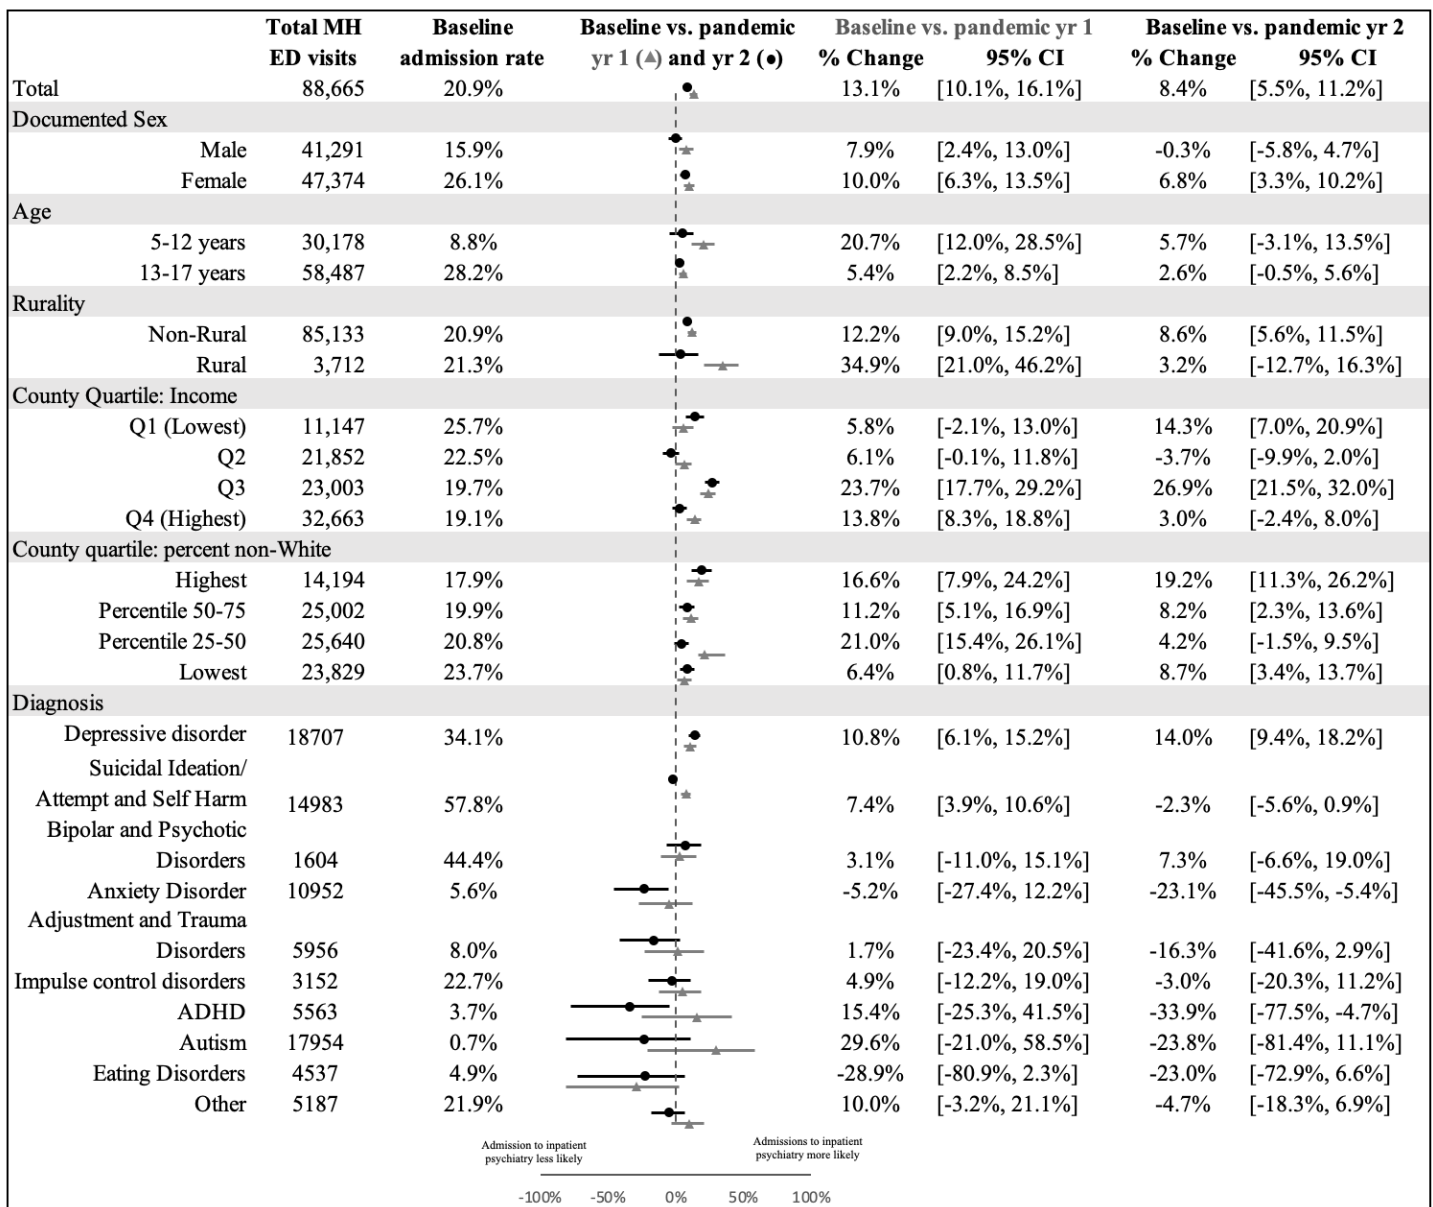 Total MH Baseline Baseline vs. pandemic Baseline vs. pandemic yr 1 Baseline vs. pandemic yr 2
ED visits admission rate yr 1 (▲) and yr 2 (●) % Change 95% CI % Change 95% CI
Total 88,665 20.9% 13.1% [10.1%, 16.1%] 8.4% [5.5%, 11.2%]
Documented Sex
Male 41,291 15.9% 7.9% [2.4%, 13.0%] -0.3% [-5.8%, 4.7%]
Female 47,374 26.1% 10.0% [6.3%, 13.5%] 6.8% [3.3%, 10.2%]
Age
5-12 years 30,178 8.8% 20.7% [12.0%, 28.5%] 5.7% [-3.1%, 13.5%]
13-17 years 58,487 28.2% 5.4% [2.2%, 8.5%] 2.6% [-0.5%, 5.6%]
Rurality
Non-Rural 85,133 20.9% 12.2% [9.0%, 15.2%] 8.6% [5.6%, 11.5%]
Rural 3,712 21.3% 34.9% [21.0%, 46.2%] 3.2% [-12.7%, 16.3%]
County Quartile: Income
Q1 (Lowest) 11,147 25.7% 5.8% [-2.1%, 13.0%] 14.3% [7.0%, 20.9%]
Q2 21,852 22.5% 6.1% [-0.1%, 11.8%] -3.7% [-9.9%, 2.0%]
Q3 23,003 19.7% 23.7% [17.7%, 29.2%] 26.9% [21.5%, 32.0%]
Q4 (Highest) 32,663 19.1% 13.8% [8.3%, 18.8%] 3.0% [-2.4%, 8.0%]
County quartile: percent non-White
Highest 14,194 17.9% 16.6% [7.9%, 24.2%] 19.2% [11.3%, 26.2%]
Percentile 50-75 25,002 19.9% 11.2% [5.1%, 16.9%] 8.2% [2.3%, 13.6%]
Percentile 25-50 25,640 20.8% 21.0% [15.4%, 26.1%] 4.2% [-1.5%, 9.5%]
Lowest 23,829 23.7% 6.4% [0.8%, 11.7%] 8.7% [3.4%, 13.7%]
Diagnosis
Depressive disorder 18707 34.1% 10.8% [6.1%, 15.2%] 14.0% [9.4%, 18.2%]
Suicidal Ideation/
Attempt and Self Harm 14983 57.8% 7.4% [3.9%, 10.6%] -2.3% [-5.6%, 0.9%]
Bipolar and Psychotic
Disorders 1604 44.4% 3.1% [-11.0%, 15.1%] 7.3% [-6.6%, 19.0%]
Anxiety Disorder 10952 5.6% -5.2% [-27.4%, 12.2%] -23.1% [-45.5%, -5.4%]
Adjustment and Trauma
Disorders 5956 8.0% 1.7% [-23.4%, 20.5%] -16.3% [-41.6%, 2.9%]
Impulse control disorders 3152 22.7% 4.9% [-12.2%, 19.0%] -3.0% [-20.3%, 11.2%]
ADHD 5563 3.7% 15.4% [-25.3%, 41.5%] -33.9% [-77.5%, -4.7%]
Autism 17954 0.7% 29.6% [-21.0%, 58.5%] -23.8% [-81.4%, 11.1%]
Eating Disorders 4537 4.9% -28.9% [-80.9%, 2.3%] -23.0% [-72.9%, 6.6%]
Other 5187 21.9% 10.0% [-3.2%, 21.1%] -4.7% [-18.3%, 6.9%]
Admission to inpatient Admissions to inpatient
psychiatry less likely psychiatry more likely
-100% -50% 0% 50% 100%